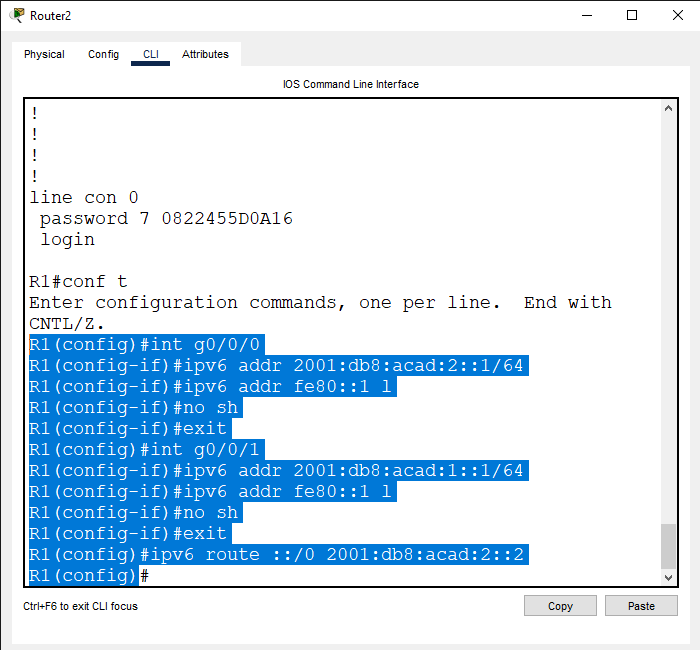 Router2
Physical Config CLI Attributes
IOS Command Line Interface
!
!
!
!
line con 0
 password 7 0822455D0A16
 login
R1#conf t
Enter configuration commands, one per line.  End with
CNTL/Z.
R1(config)#int g0/0/0
R1(config-if)#ipv6 addr 2001:db8:acad:2::1/64
R1(config-if)#ipv6 addr fe80::1 l
R1(config-if)#no sh
R1(config-if)#exit
R1(config)#int g0/0/1
R1(config-if)#ipv6 addr 2001:db8:acad:1::1/64
R1(config-if)#ipv6 addr fe80::1 l
R1(config-if)#no sh
R1(config-if)#exit
R1(config)#ipv6 route ::/0 2001:db8:acad:2::2
R1(config)#
Ctrl+F6 to exit CLI focus
Copy Paste